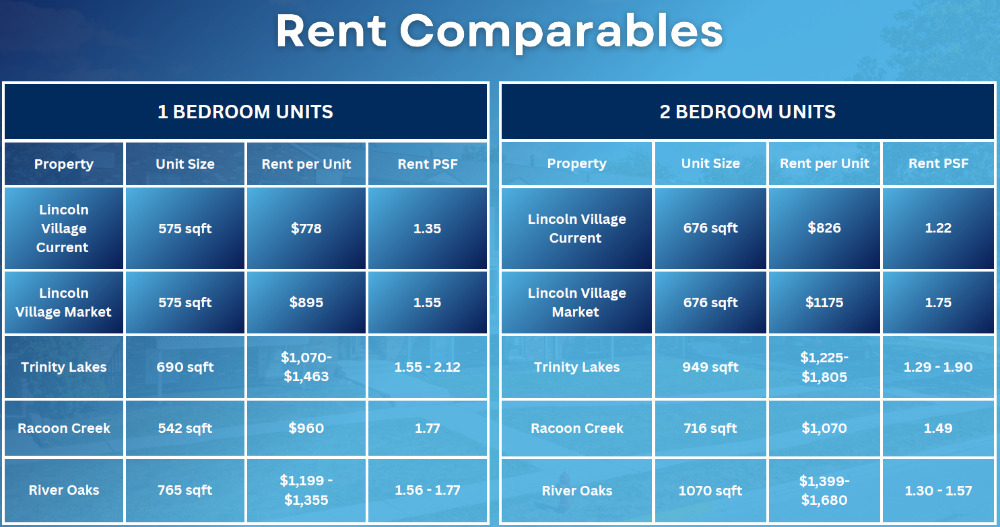 Rent Comparables
1 BEDROOM UNITS
Property Unit Size Rent per Unit Rent PSF
Lincoln
Village
Current
575 sqft $778 1.35
Lincoln
Village Market
575 sqft $895 1.55
Trinity Lakes 690 sqft $1,070-
$1,463
1.55 - 2.12
Racoon Creek 542 sqft $960 1.77
River Oaks 765 sqft $1,199 -
$1,355
1.56 - 1.77
2 BEDROOM UNITS
Property Unit Size Rent per Unit Rent PSF
Lincoln Village
Current
676 sqft $826 1.22
Lincoln Village
Market
676 sqft $1175 1.75
Trinity Lakes 949 sqft $1,225-
$1,805
1.29 - 1.90
Racoon Creek 716 sqft $1,070 1.49
River Oaks 1070 sqft $1,399-
$1,680
1.30 - 1.57